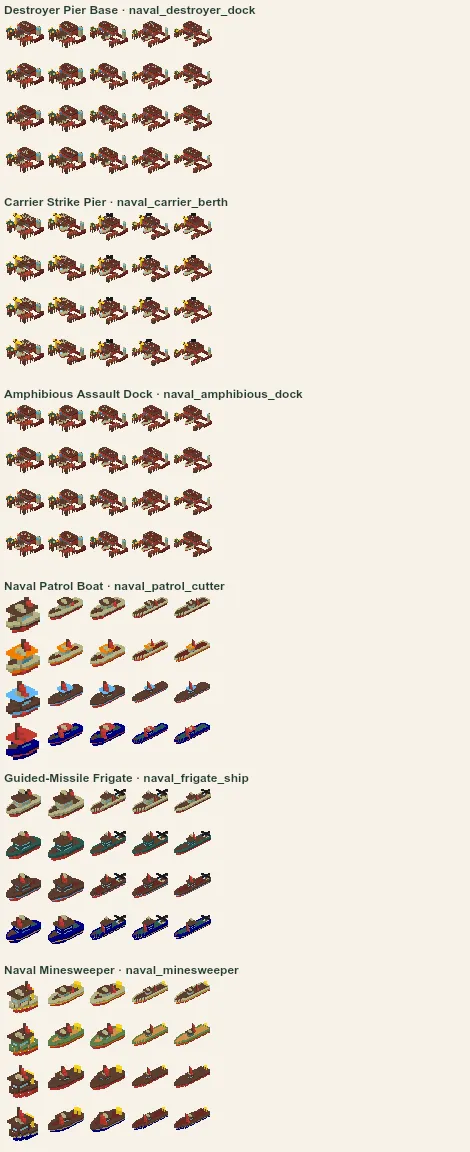 Destroyer Pier Base · naval_destroyer_dock
Carrier Strike Pier · naval_carrier_berth
Amphibious Assault Dock · naval_amphibious_dock
Naval Patrol Boat · naval_patrol_cutter
Guided-Missile Frigate · naval_frigate_ship
Naval Minesweeper · naval_minesweeper